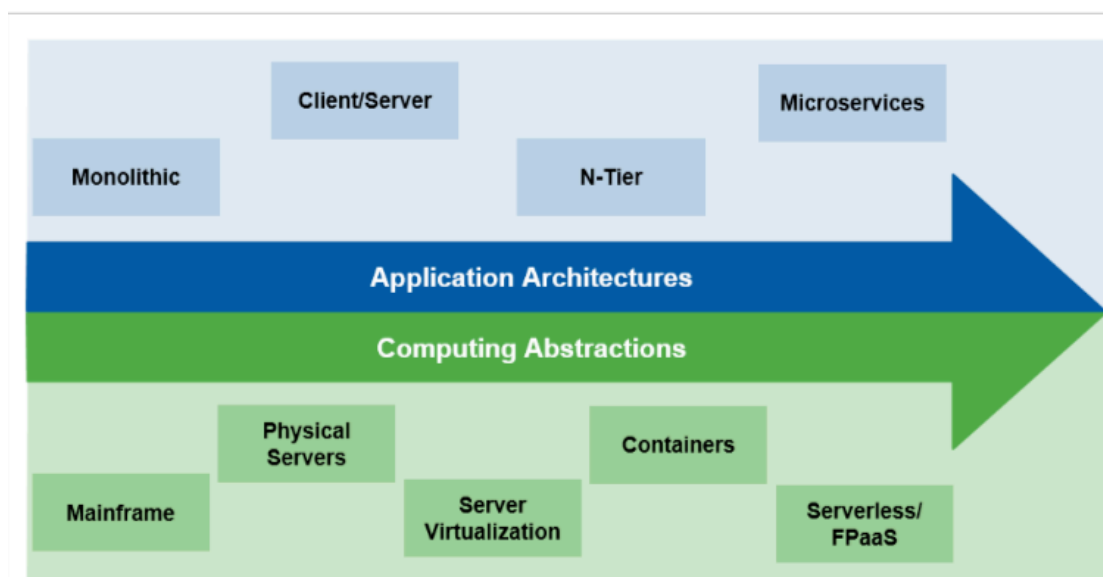 Client/Server
Microservices
Monolithic
N-Tier
Application Architectures
Computing Abstractions
Physical
Servers
Containers
Mainframe
Server
Virtualization
Serverless/
FPaaS